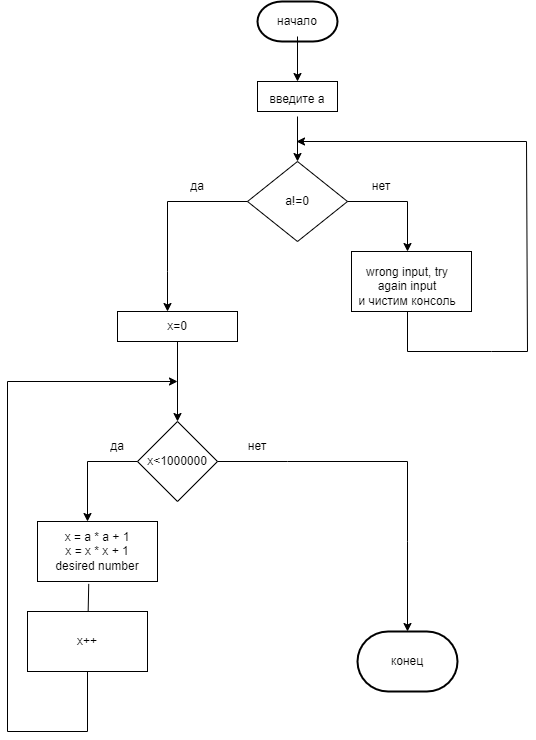 начало
введите a
a!=0
да
нет
wrong input, try
again input
и чистим консоль
x=0
x<1000000
да
нет
x = a * a + 1
x = x * x + 1
desired number
x++
конец